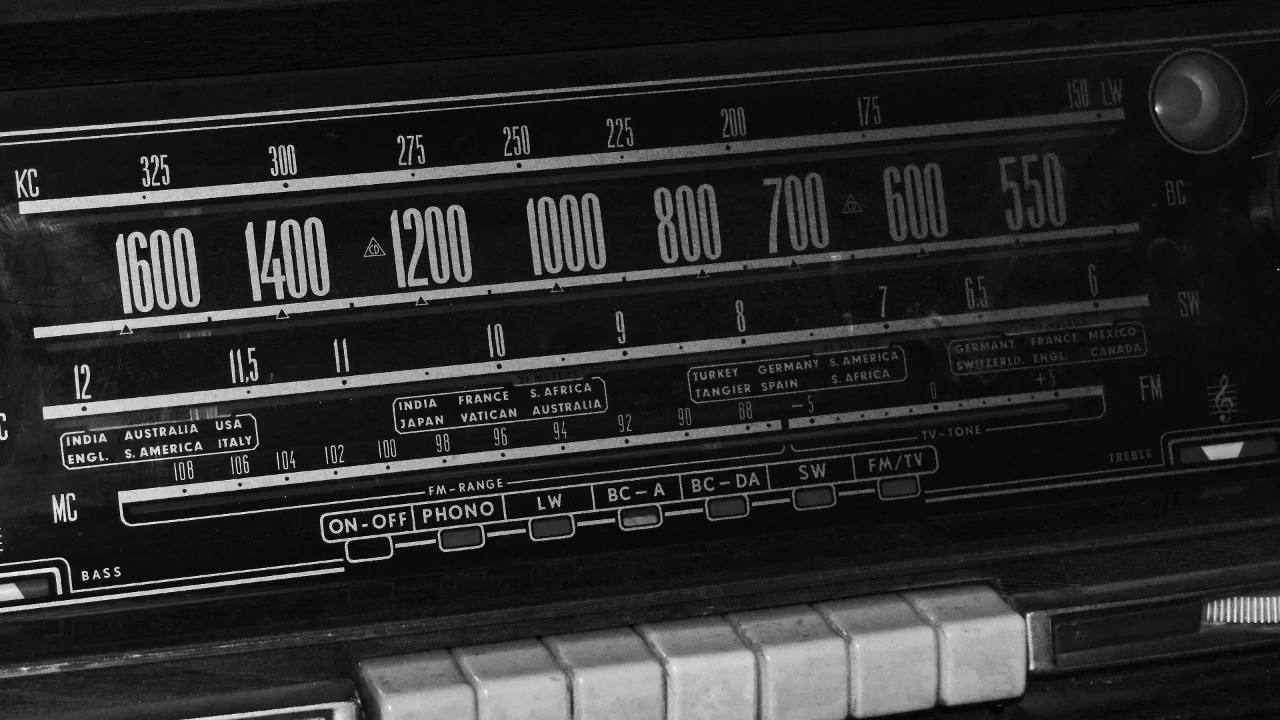 KC 325 300 275 250 225 200 175 150 LW
1600 1400 CD 1200 1000 800 700 CD 600 550 BC
12 11,5 11 10 9 8 7 6.5 6 SW
INDIA AUSTRALIA USA
ENGL. S.AMERICA ITALY
INDIA FRANCE S.AFRICA
JAPAN VATICAN AUSTRALIA
TURKEY GERMANY S.AMERICA
TANGIER SPAIN S.AFRICA
GERMANY FRANCE MEXICO
SWITZERLD. ENGL. CANADA
MC 108 106 104 102 100 98 96 94 92 90 88 -5 0 +5 FM
FM-RANGE
TV-TONE
TREBLE
ON-OFF PHONO LW BC-A BC-DA SW FM/TV
BASS